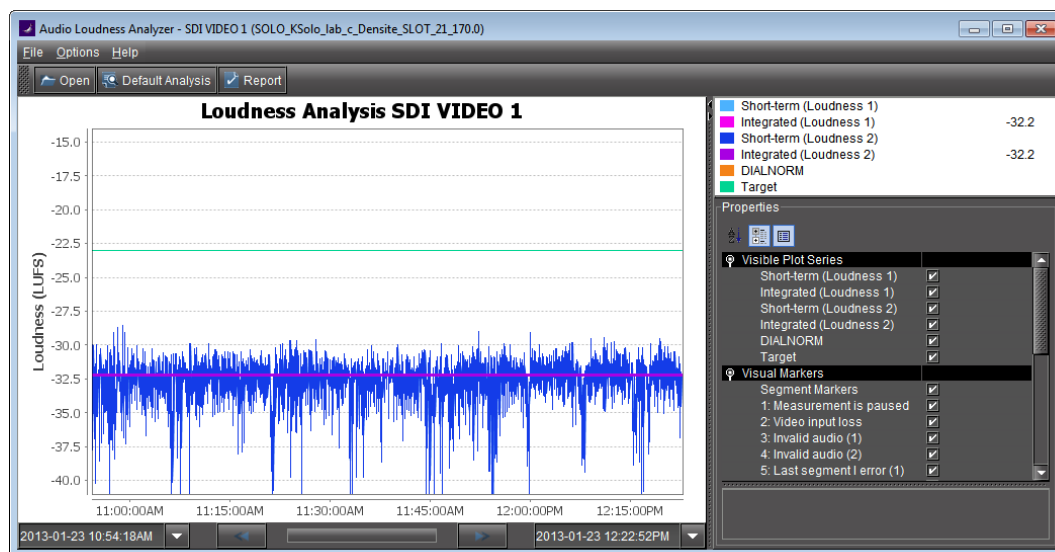 Audio Loudness Analyzer - SDI VIDEO 1 (SOLO_KSolo_lab_c_Densite_SLOT_21_170.0)
File Options Help
Open Default Analysis Report
Loudness Analysis SDI VIDEO 1
Loudness (LUFS)
-15.0
-17.5
-20.0
-22.5
-25.0
-27.5
-30.0
-32.5
-35.0
-37.5
-40.0
11:00:00AM 11:15:00AM 11:30:00AM 11:45:00AM 12:00:00PM 12:15:00PM
2013-01-23 10:54:18AM 2013-01-23 12:22:52PM
Short-term (Loudness 1)
Integrated (Loudness 1) -32.2
Short-term (Loudness 2)
Integrated (Loudness 2) -32.2
DIALNORM
Target
Properties
Visible Plot Series
Short-term (Loudness 1)
Integrated (Loudness 1)
Short-term (Loudness 2)
Integrated (Loudness 2)
DIALNORM
Target
Visual Markers
Segment Markers
1: Measurement is paused
2: Video input loss
3: Invalid audio (1)
4: Invalid audio (2)
5: Last segment I error (1)